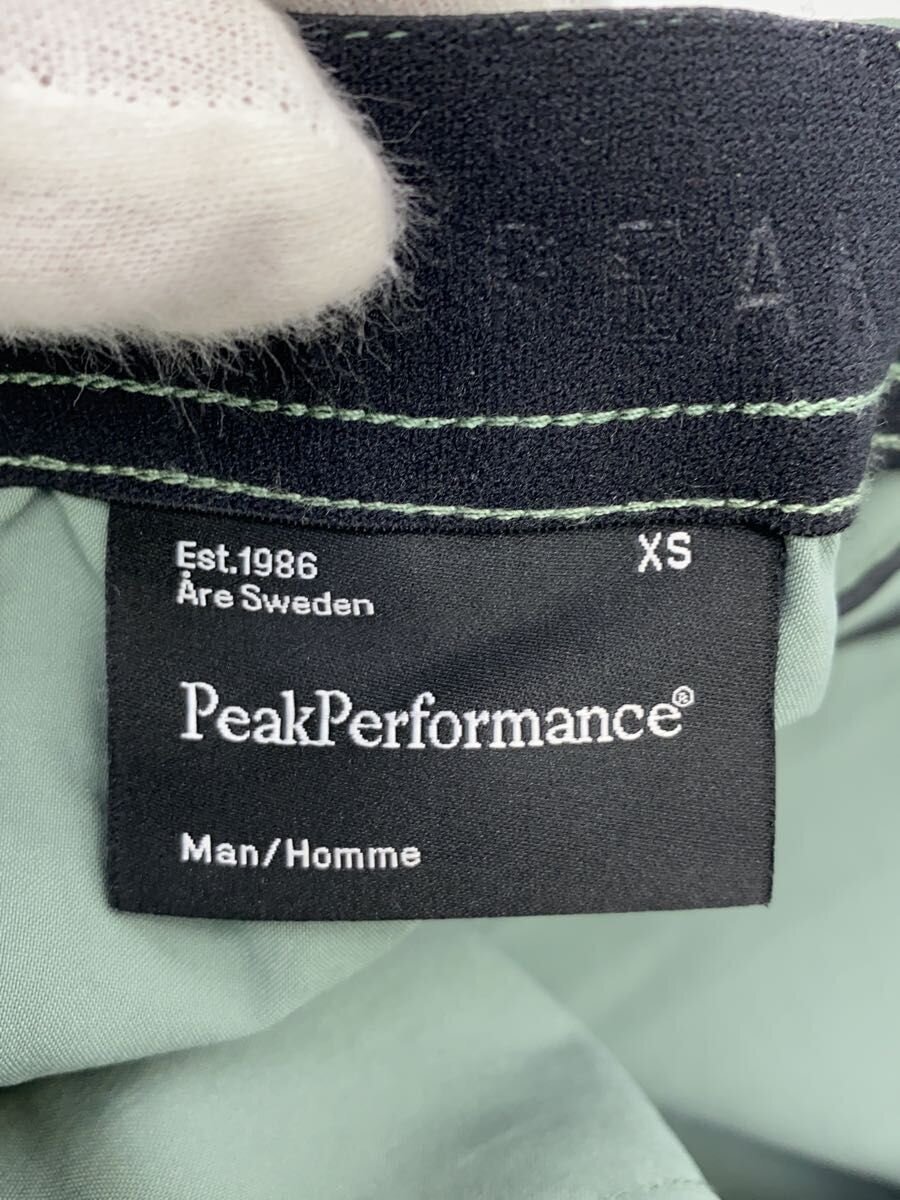 Est.1986
Åre Sweden
XS
PeakPerformance®
Man/Homme